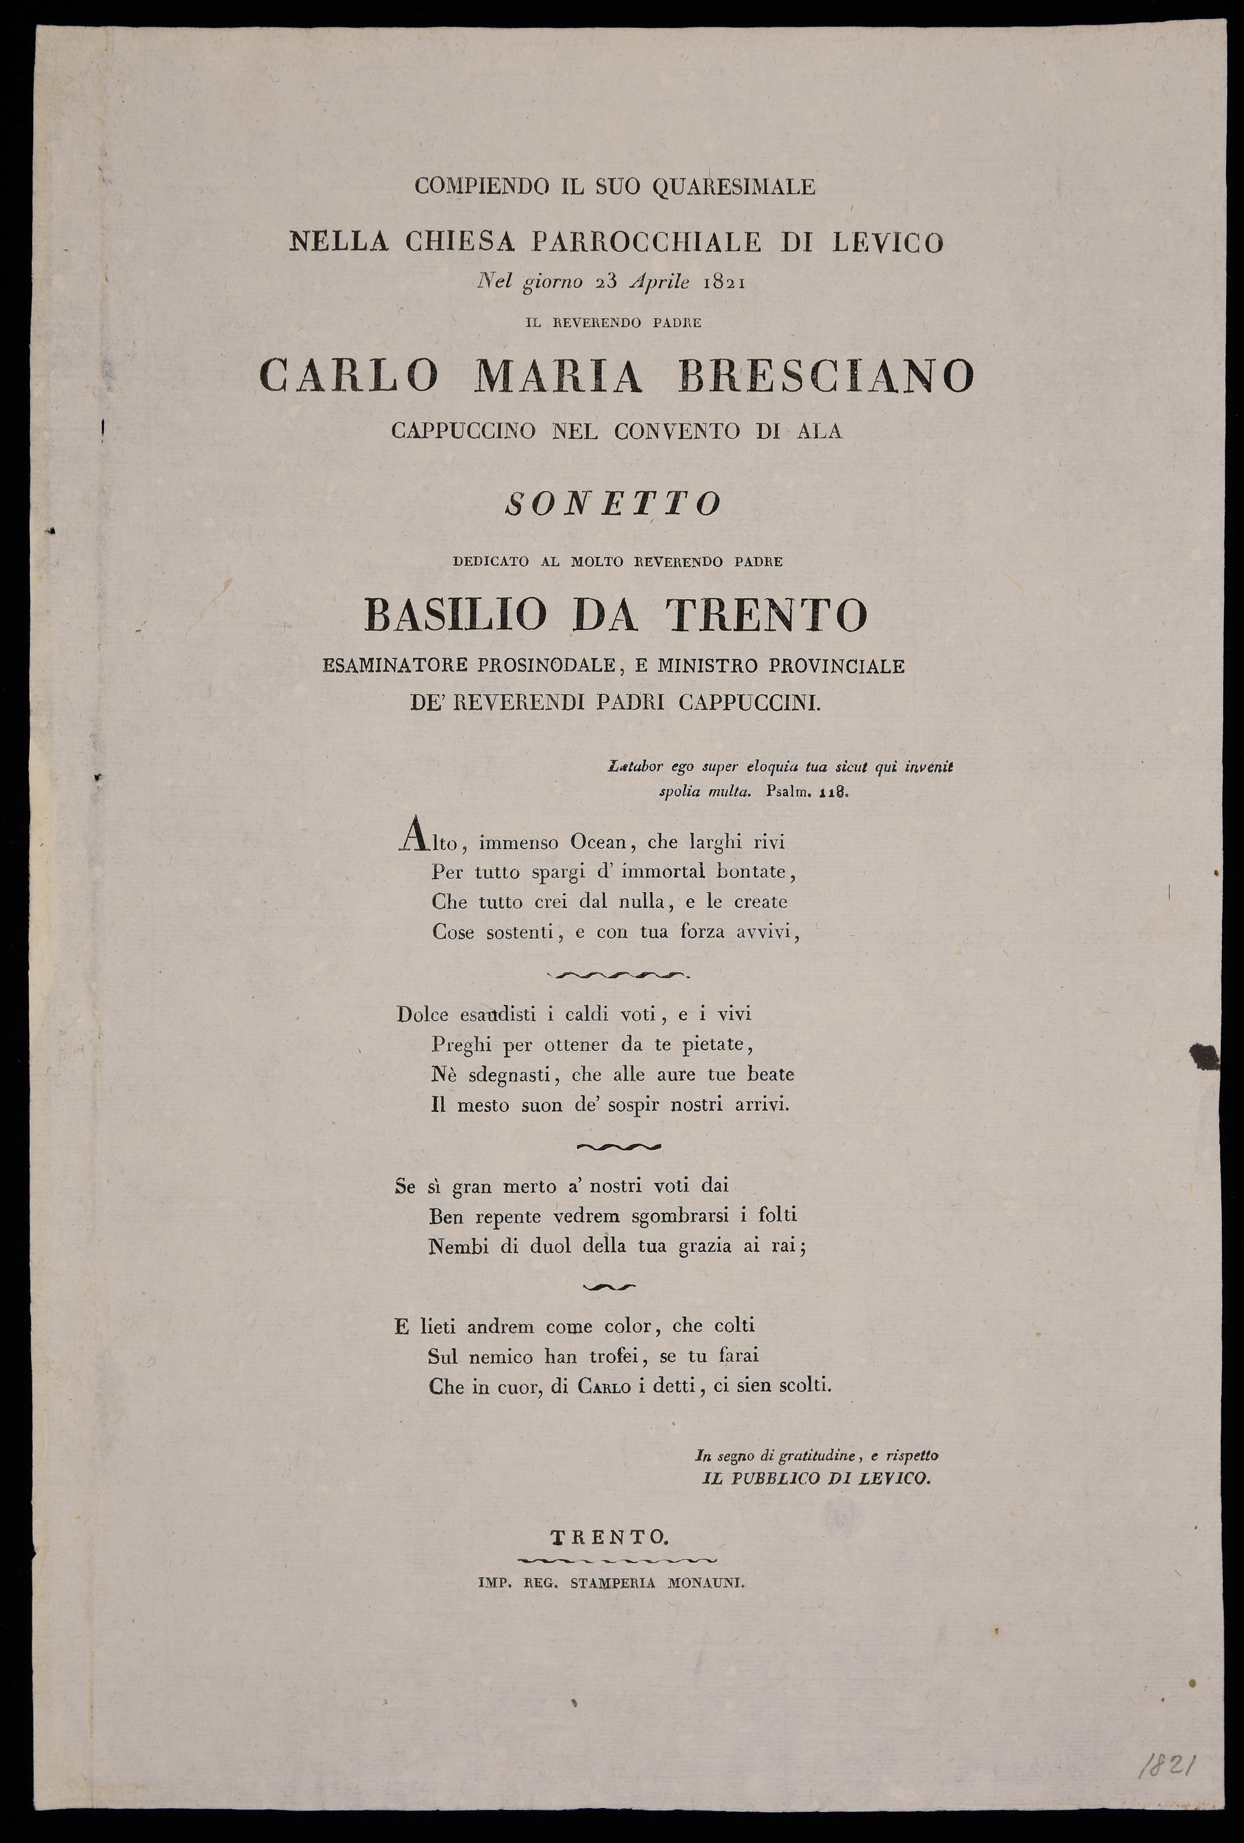 COMPIENDO IL SUO QUARESIMALE
NELLA CHIESA PARROCCHIALE DI LEVICO
Nel giorno 23 Aprile 1821
IL REVERENDO PADRE
CARLO MARIA BRESCIANO
CAPPUCCINO NEL CONVENTO DI ALA
SONETTO
DEDICATO AL MOLTO REVERENDO PADRE
BASILIO DA TRENTO
ESAMINATORE PROSINODALE, E MINISTRO PROVINCIALE
DE' REVERENDI PADRI CAPPUCCINI.
Lætabor ego super eloquia tua sicut qui invenit
spolia multa. Psalm. 118.
Alto, immenso Ocean, che larghi rivi
Per tutto spargi d' immortal bontate,
Che tutto crei dal nulla, e le create
Cose sostenti, e con tua forza avvivi,
Dolce esaudisti i caldi voti, e i vivi
Preghi per ottener da te pietate,
Nè sdegnasti, che alle aure tue beate
Il mesto suon de' sospir nostri arrivi.
Se sì gran merto a' nostri voti dai
Ben repente vedrem sgombrarsi i folti
Nembi di duol della tua grazia ai rai;
E lieti andrem come color, che colti
Sul nemico han trofei, se tu farai
Che in cuor, di CARLO i detti, ci sien scolti.
In segno di gratitudine, e rispetto
IL PUBBLICO DI LEVICO.
TRENTO.
IMP. REG. STAMPERIA MONAUNI.
1821